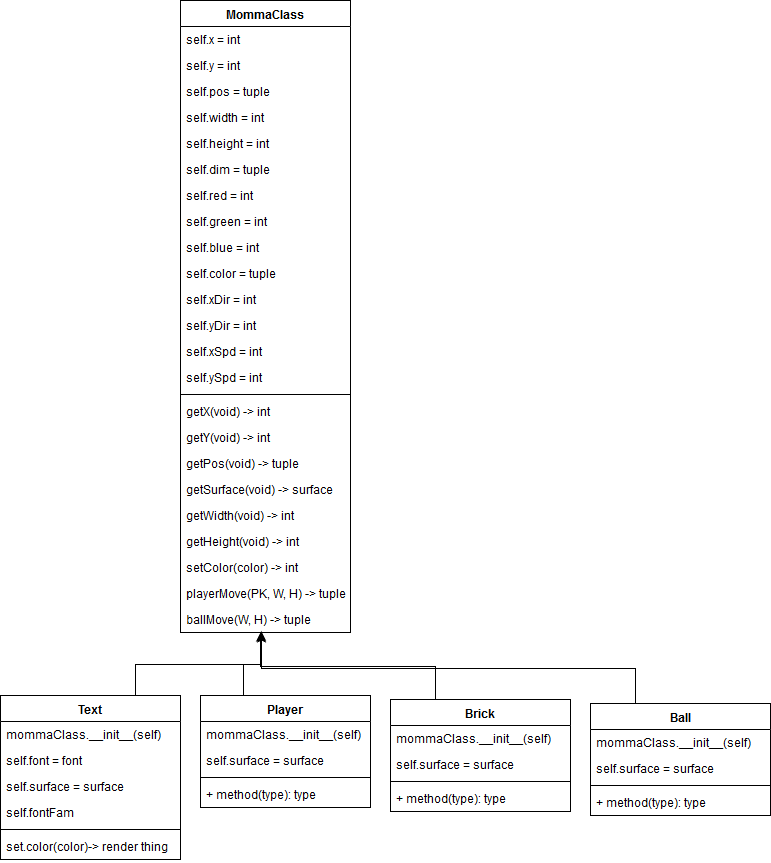 MommaClass
self.x = int
self.y = int
self.pos = tuple
self.width = int
self.height = int
self.dim = tuple
self.red = int
self.green = int
self.blue = int
self.color = tuple
self.xDir = int
self.yDir = int
self.xSpd = int
self.ySpd = int
getX(void) -> int
getY(void) -> int
getPos(void) -> tuple
getSurface(void) -> surface
getWidth(void) -> int
getHeight(void) -> int
setColor(color) -> int
playerMove(PK, W, H) -> tuple
ballMove(W, H) -> tuple
Text
mommaClass.__init__(self)
self.font = font
self.surface = surface
self.fontFam
set.color(color)-> render thing
Player
mommaClass.__init__(self)
self.surface = surface
+ method(type): type
Brick
mommaClass.__init__(self)
self.surface = surface
+ method(type): type
Ball
mommaClass.__init__(self)
self.surface = surface
+ method(type): type